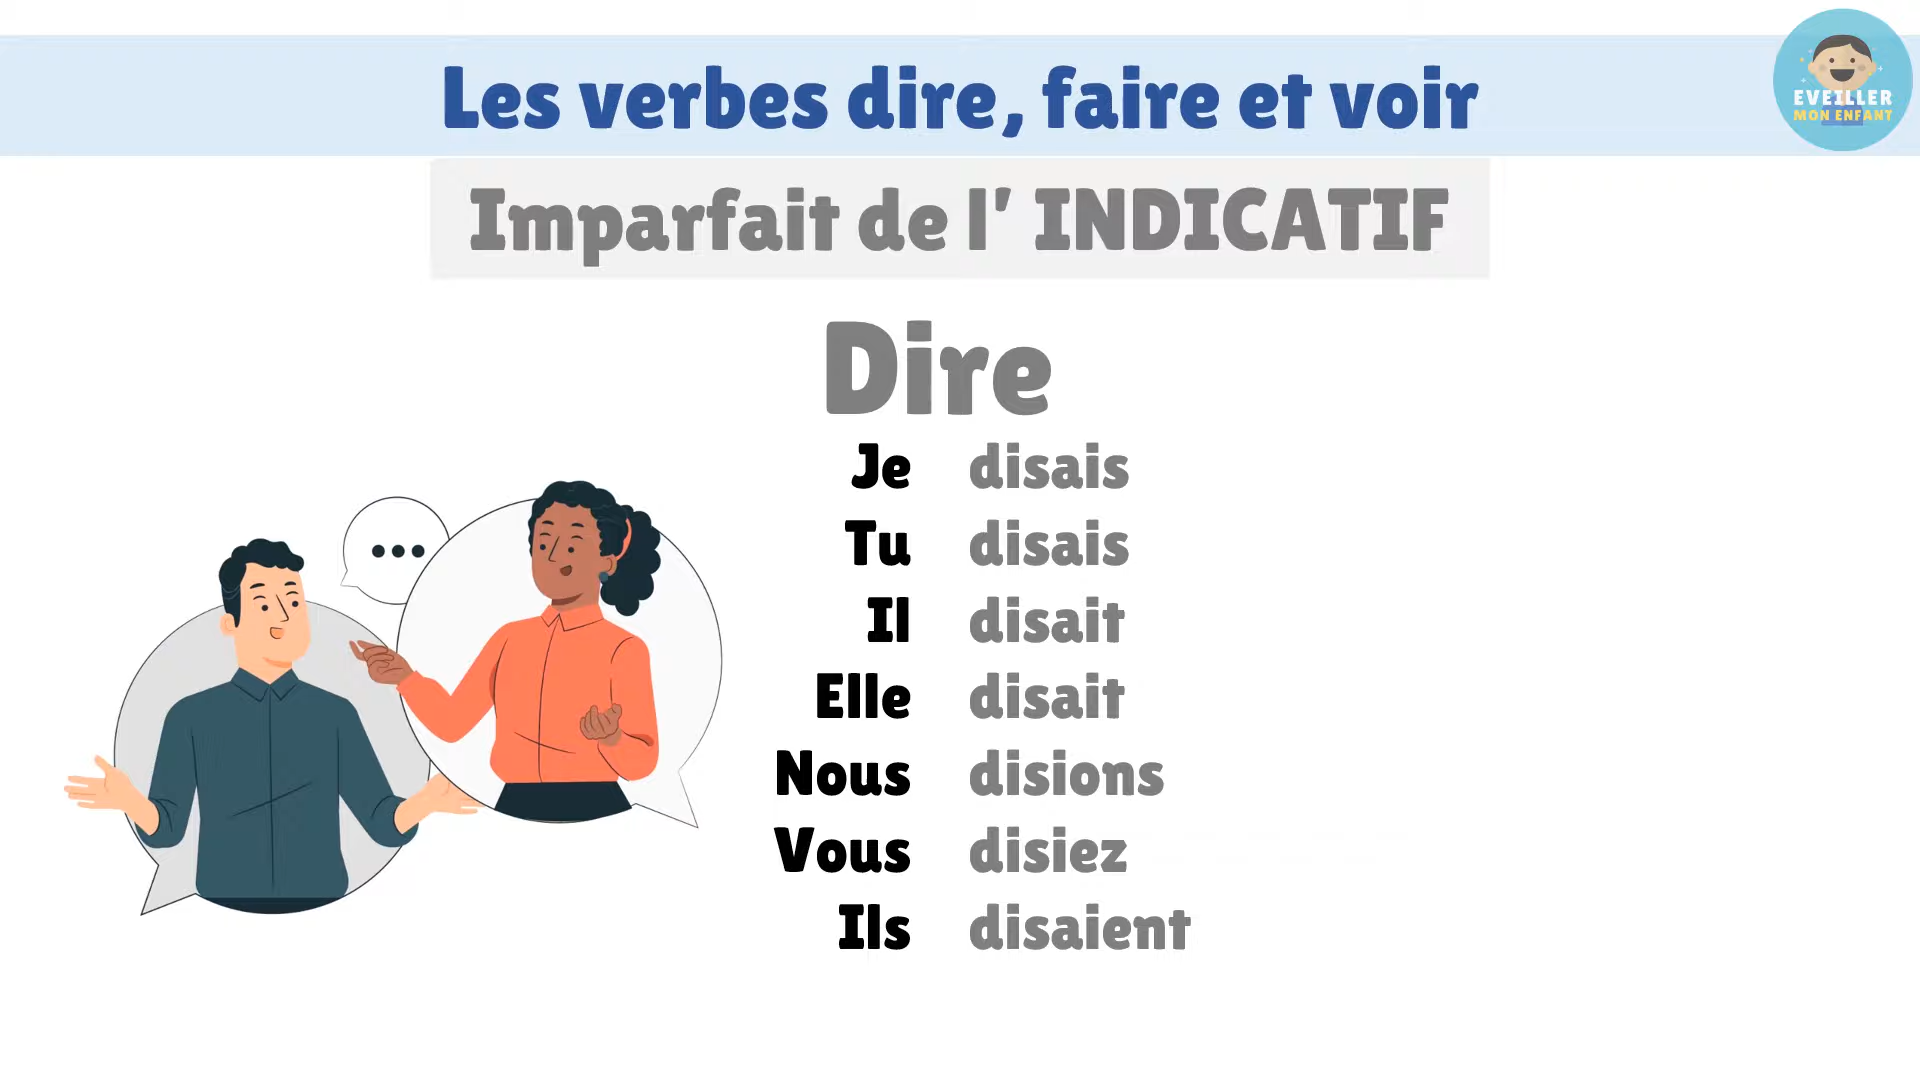 Les verbes dire, faire et voir
EVEILLER
MON ENFANT
Imparfait de l' INDICATIF
Dire
Je disais
Tu disais
Il disait
Elle disait
Nous disions
Vous disiez
Ils disaient